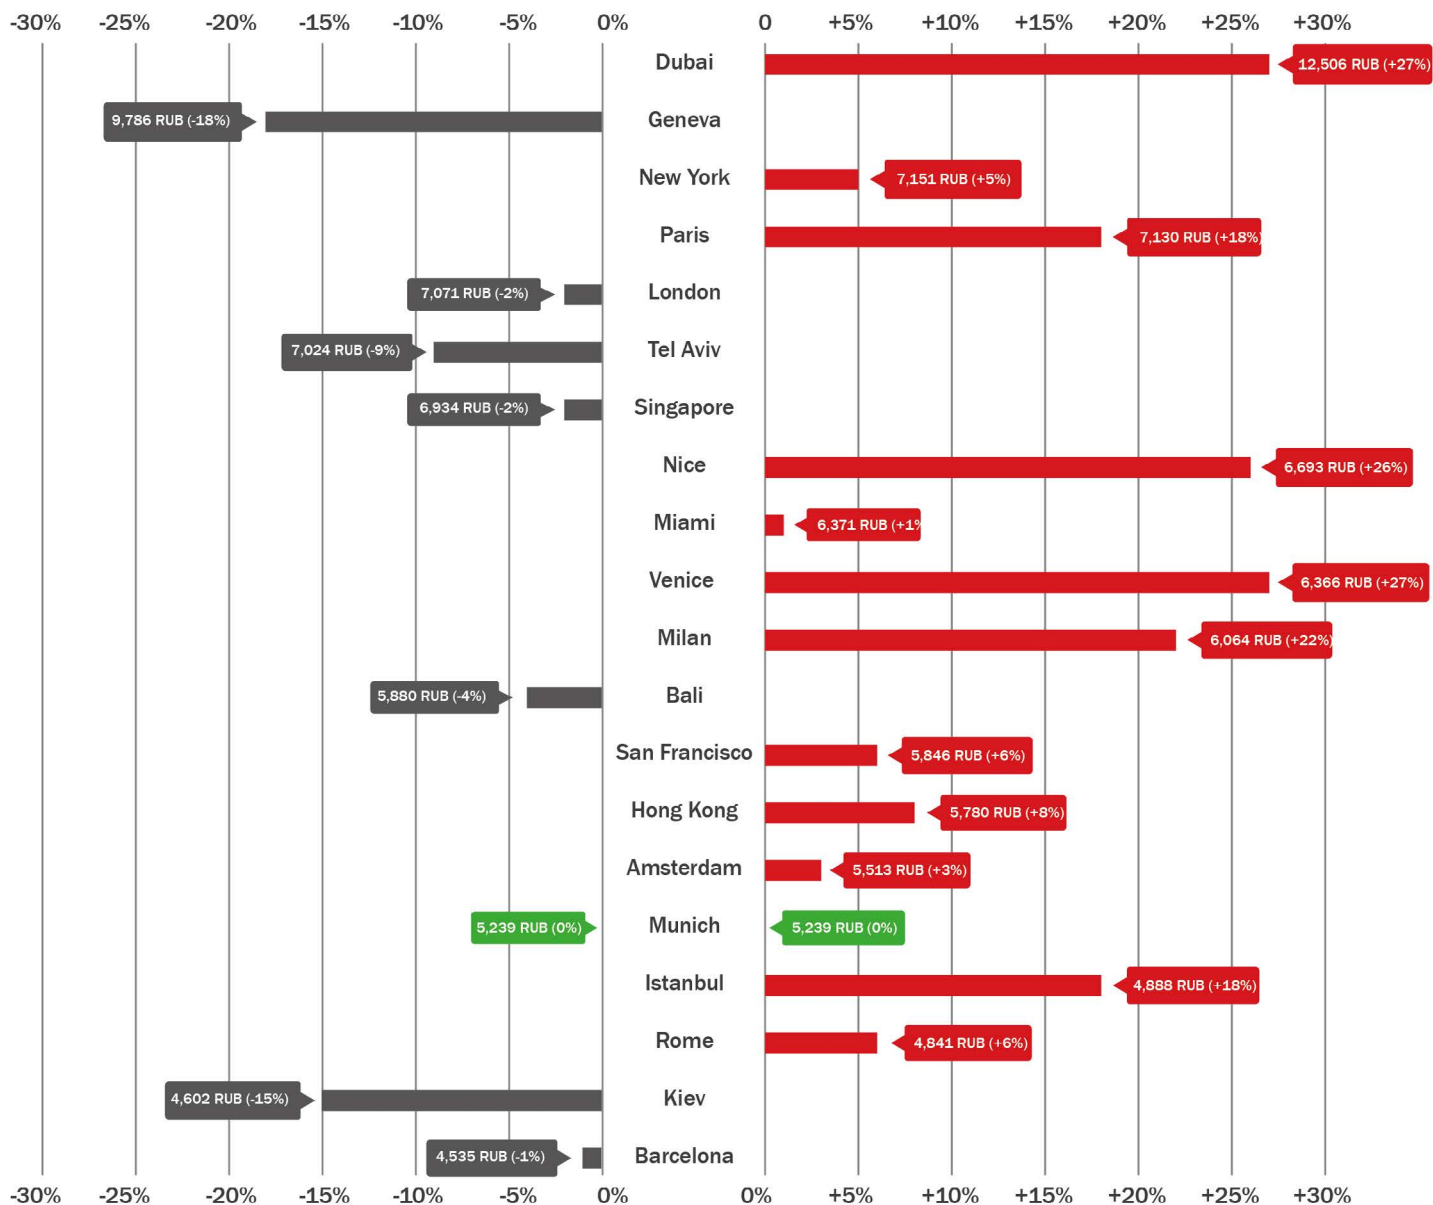 -30% -25% -20% -15% -10% -5% 0% 0 +5% +10% +15% +20% +25% +30%
Dubai 12,506 RUB (+27%)
9,786 RUB (-18%) Geneva
New York 7,151 RUB (+5%)
Paris 7,130 RUB (+18%)
7,071 RUB (-2%) London
7,024 RUB (-9%) Tel Aviv
6,934 RUB (-2%) Singapore
Nice 6,693 RUB (+26%)
Miami 6,371 RUB (+1%
Venice 6,366 RUB (+27%)
Milan 6,064 RUB (+22%)
5,880 RUB (-4%) Bali
San Francisco 5,846 RUB (+6%)
Hong Kong 5,780 RUB (+8%)
Amsterdam 5,513 RUB (+3%)
5,239 RUB (0%) Munich 5,239 RUB (0%)
Istanbul 4,888 RUB (+18%)
Rome 4,841 RUB (+6%)
4,602 RUB (-15%) Kiev
4,535 RUB (-1%) Barcelona
-30% -25% -20% -15% -10% -5% 0% 0% +5% +10% +15% +20% +25% +30%